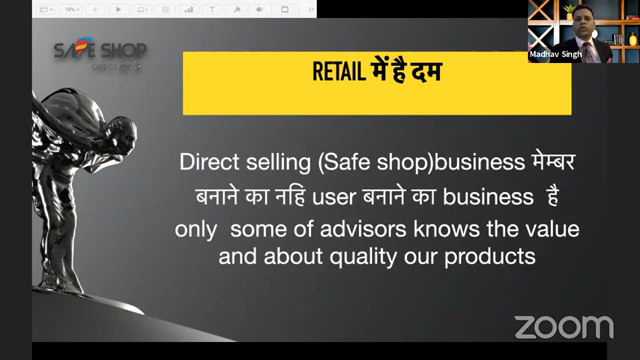 SAFE SHOP
RETAIL में है दम
Madhav Singh
Direct selling (Safe shop)business मेम्बर
बनाने का नहि user बनाने का business है
only some of advisors knows the value
and about quality our products
zoom